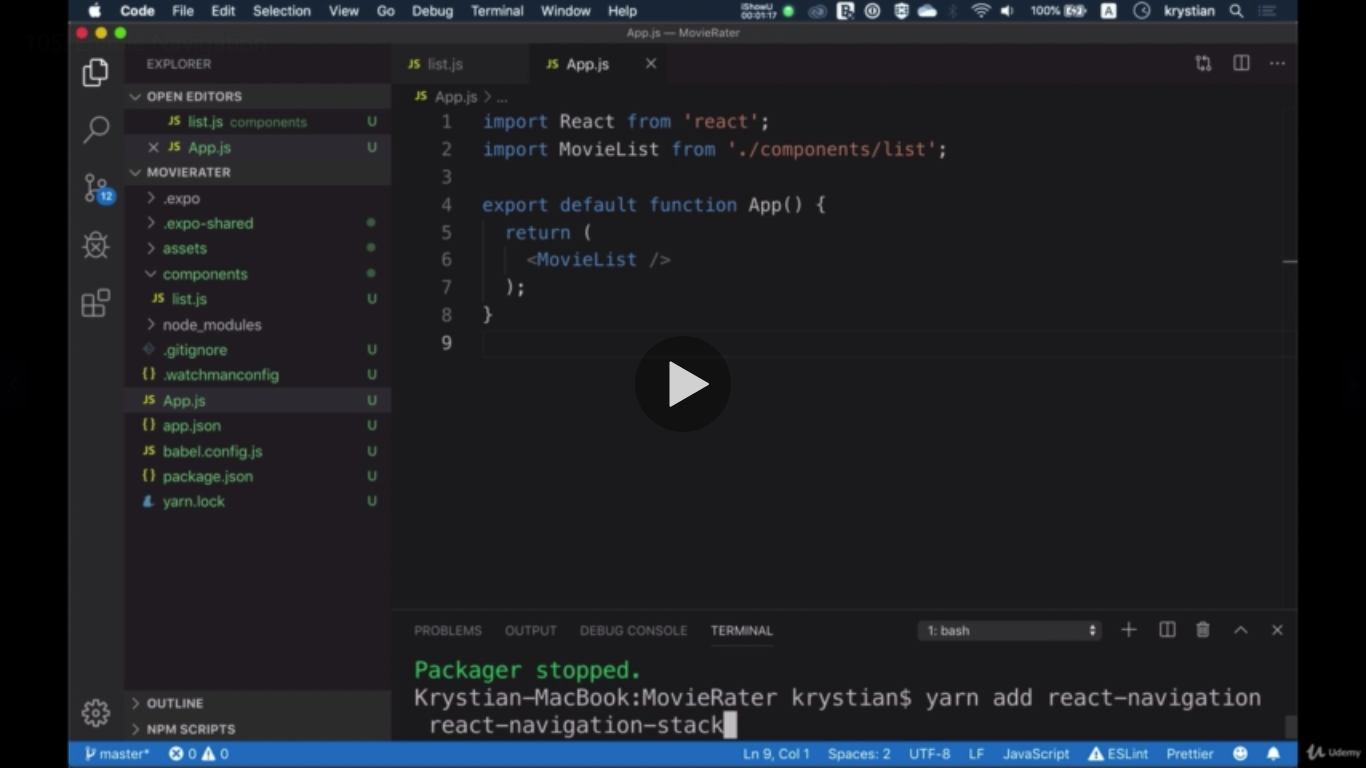 Code File Edit Selection View Go Debug Terminal Window Help iShowU 00:01:17 100% A krystian
App.js — MovieRater
EXPLORER
OPEN EDITORS
JS list.js components U
JS App.js U
MOVIERATER
.expo
.expo-shared
assets
components
JS list.js U
node_modules
.gitignore U
{} .watchmanconfig U
JS App.js U
{} app.json U
JS babel.config.js U
{} package.json U
yarn.lock U
OUTLINE
NPM SCRIPTS
12
JS list.js JS App.js
JS App.js > ...
1 import React from 'react';
2 import MovieList from './components/list';
3
4 export default function App() {
5 return (
6 <MovieList />
7 );
8 }
9
PROBLEMS OUTPUT DEBUG CONSOLE TERMINAL 1: bash
Packager stopped.
Krystian-MacBook:MovieRater krystian$ yarn add react-navigation
react-navigation-stack
master* 0 0 Ln 9, Col 1 Spaces: 2 UTF-8 LF JavaScript ESLint Prettier
Udemy